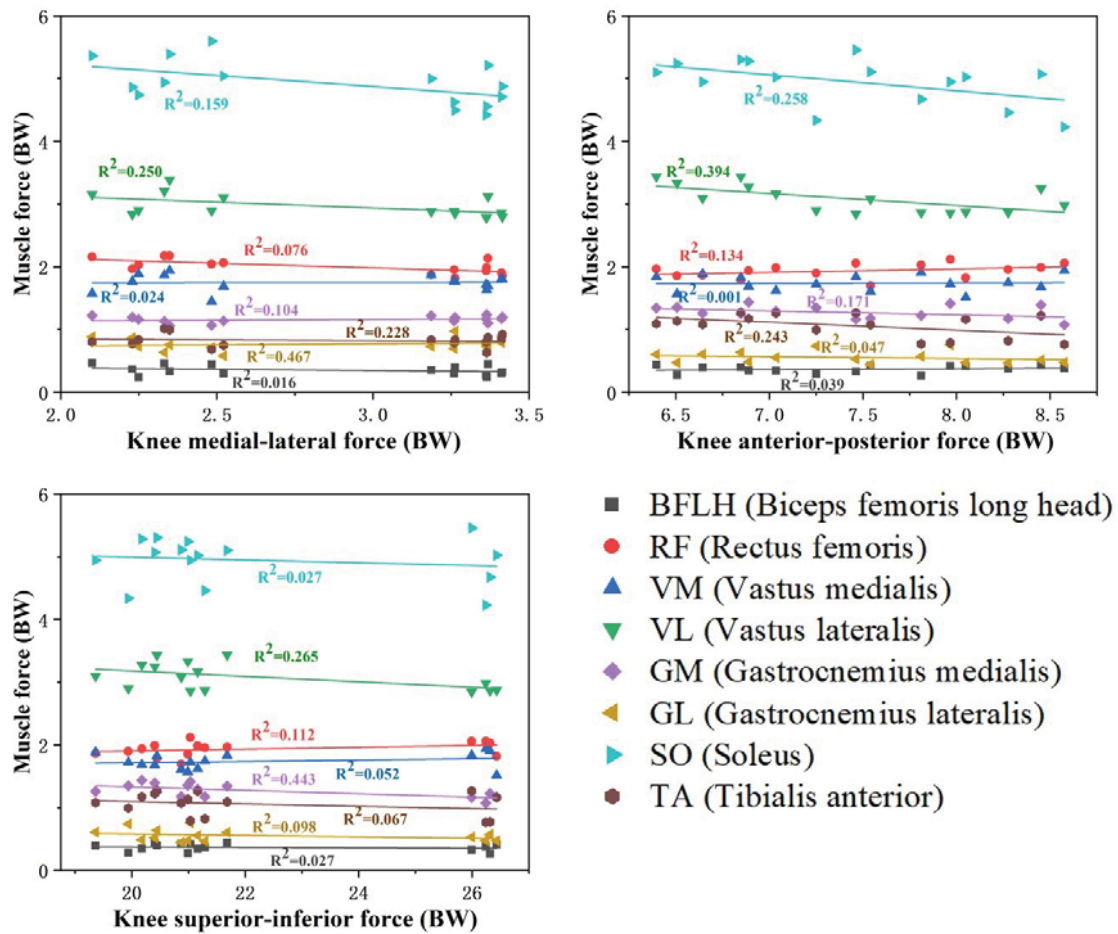 6
4
2
0
Muscle force (BW)
R²=0.159
R²=0.250
R²=0.076
R²=0.024
R²=0.104
R²=0.228
R²=0.467
R²=0.016
2.0 2.5 3.0 3.5
Knee medial-lateral force (BW)
6
4
2
0
Muscle force (BW)
R²=0.258
R²=0.394
R²=0.134
R²=0.001
R²=0.171
R²=0.243
R²=0.047
R²=0.039
6.5 7.0 7.5 8.0 8.5
Knee anterior-posterior force (BW)
6
4
2
0
Muscle force (BW)
R²=0.027
R²=0.265
R²=0.112
R²=0.052
R²=0.443
R²=0.067
R²=0.098
R²=0.027
20 22 24 26
Knee superior-inferior force (BW)
BFLH (Biceps femoris long head)
RF (Rectus femoris)
VM (Vastus medialis)
VL (Vastus lateralis)
GM (Gastrocnemius medialis)
GL (Gastrocnemius lateralis)
SO (Soleus)
TA (Tibialis anterior)